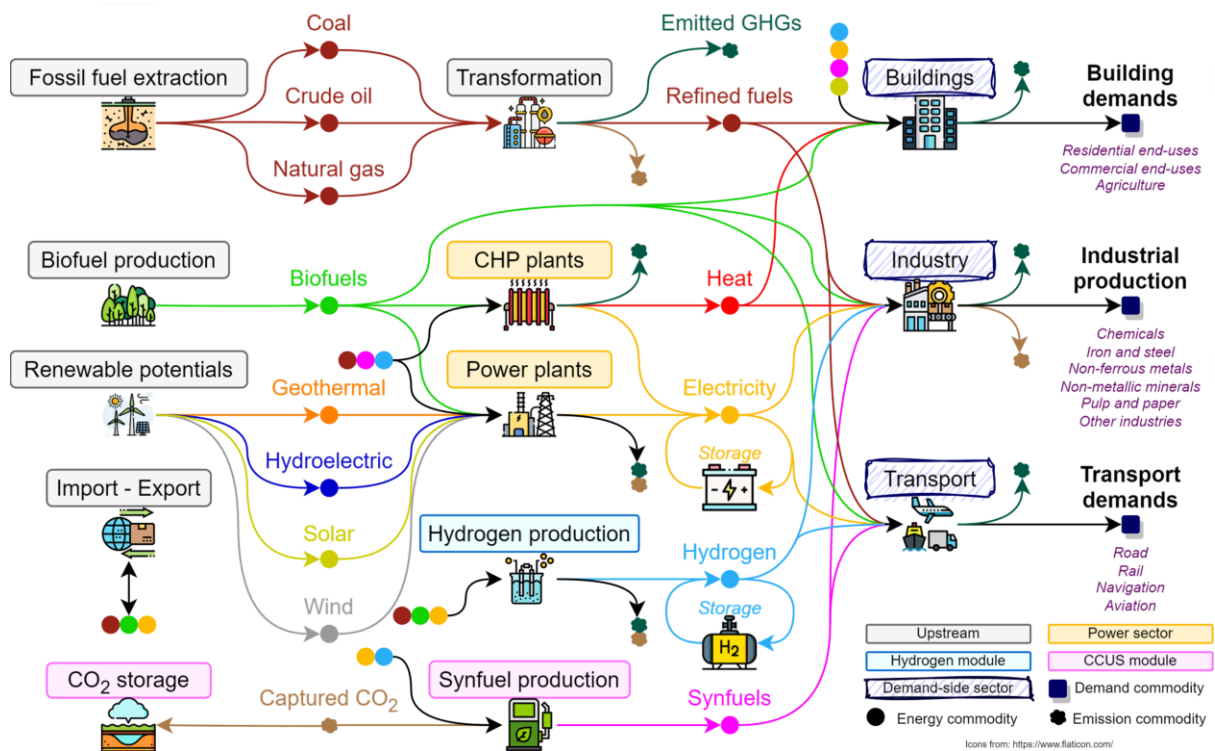 Coal
Emitted GHGs
Fossil fuel extraction
Transformation
Buildings
Building
demands
Crude oil
Refined fuels
Residential end-uses
Commercial end-uses
Agriculture
Natural gas
Biofuel production
CHP plants
Industry
Industrial
production
Biofuels
Heat
Chemicals
Iron and steel
Non-ferrous metals
Non-metallic minerals
Pulp and paper
Other industries
Renewable potentials
Geothermal
Power plants
Electricity
Storage
Hydroelectric
Import - Export
Transport
Transport
demands
Solar
Hydrogen production
Hydrogen
Road
Rail
Navigation
Aviation
Wind
Storage
H2
Upstream
Power sector
Hydrogen module
CCUS module
Demand-side sector
Demand commodity
Energy commodity
Emission commodity
CO2 storage
Captured CO2
Synfuel production
Synfuels
Icons from: https://www.flaticon.com/